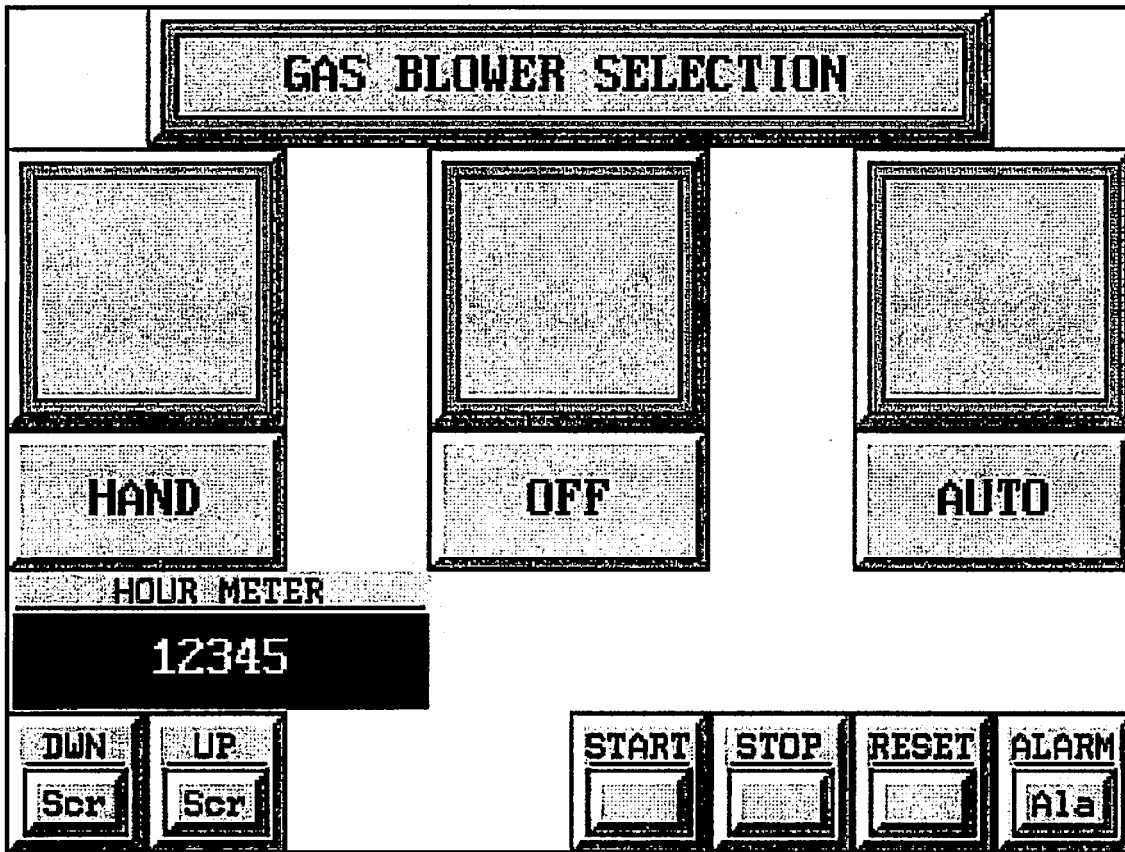 GAS BLOWER SELECTION
HAND OFF AUTO
HOUR METER
12345
DWN UP START STOP RESET ALARM
Scr Scr Ala